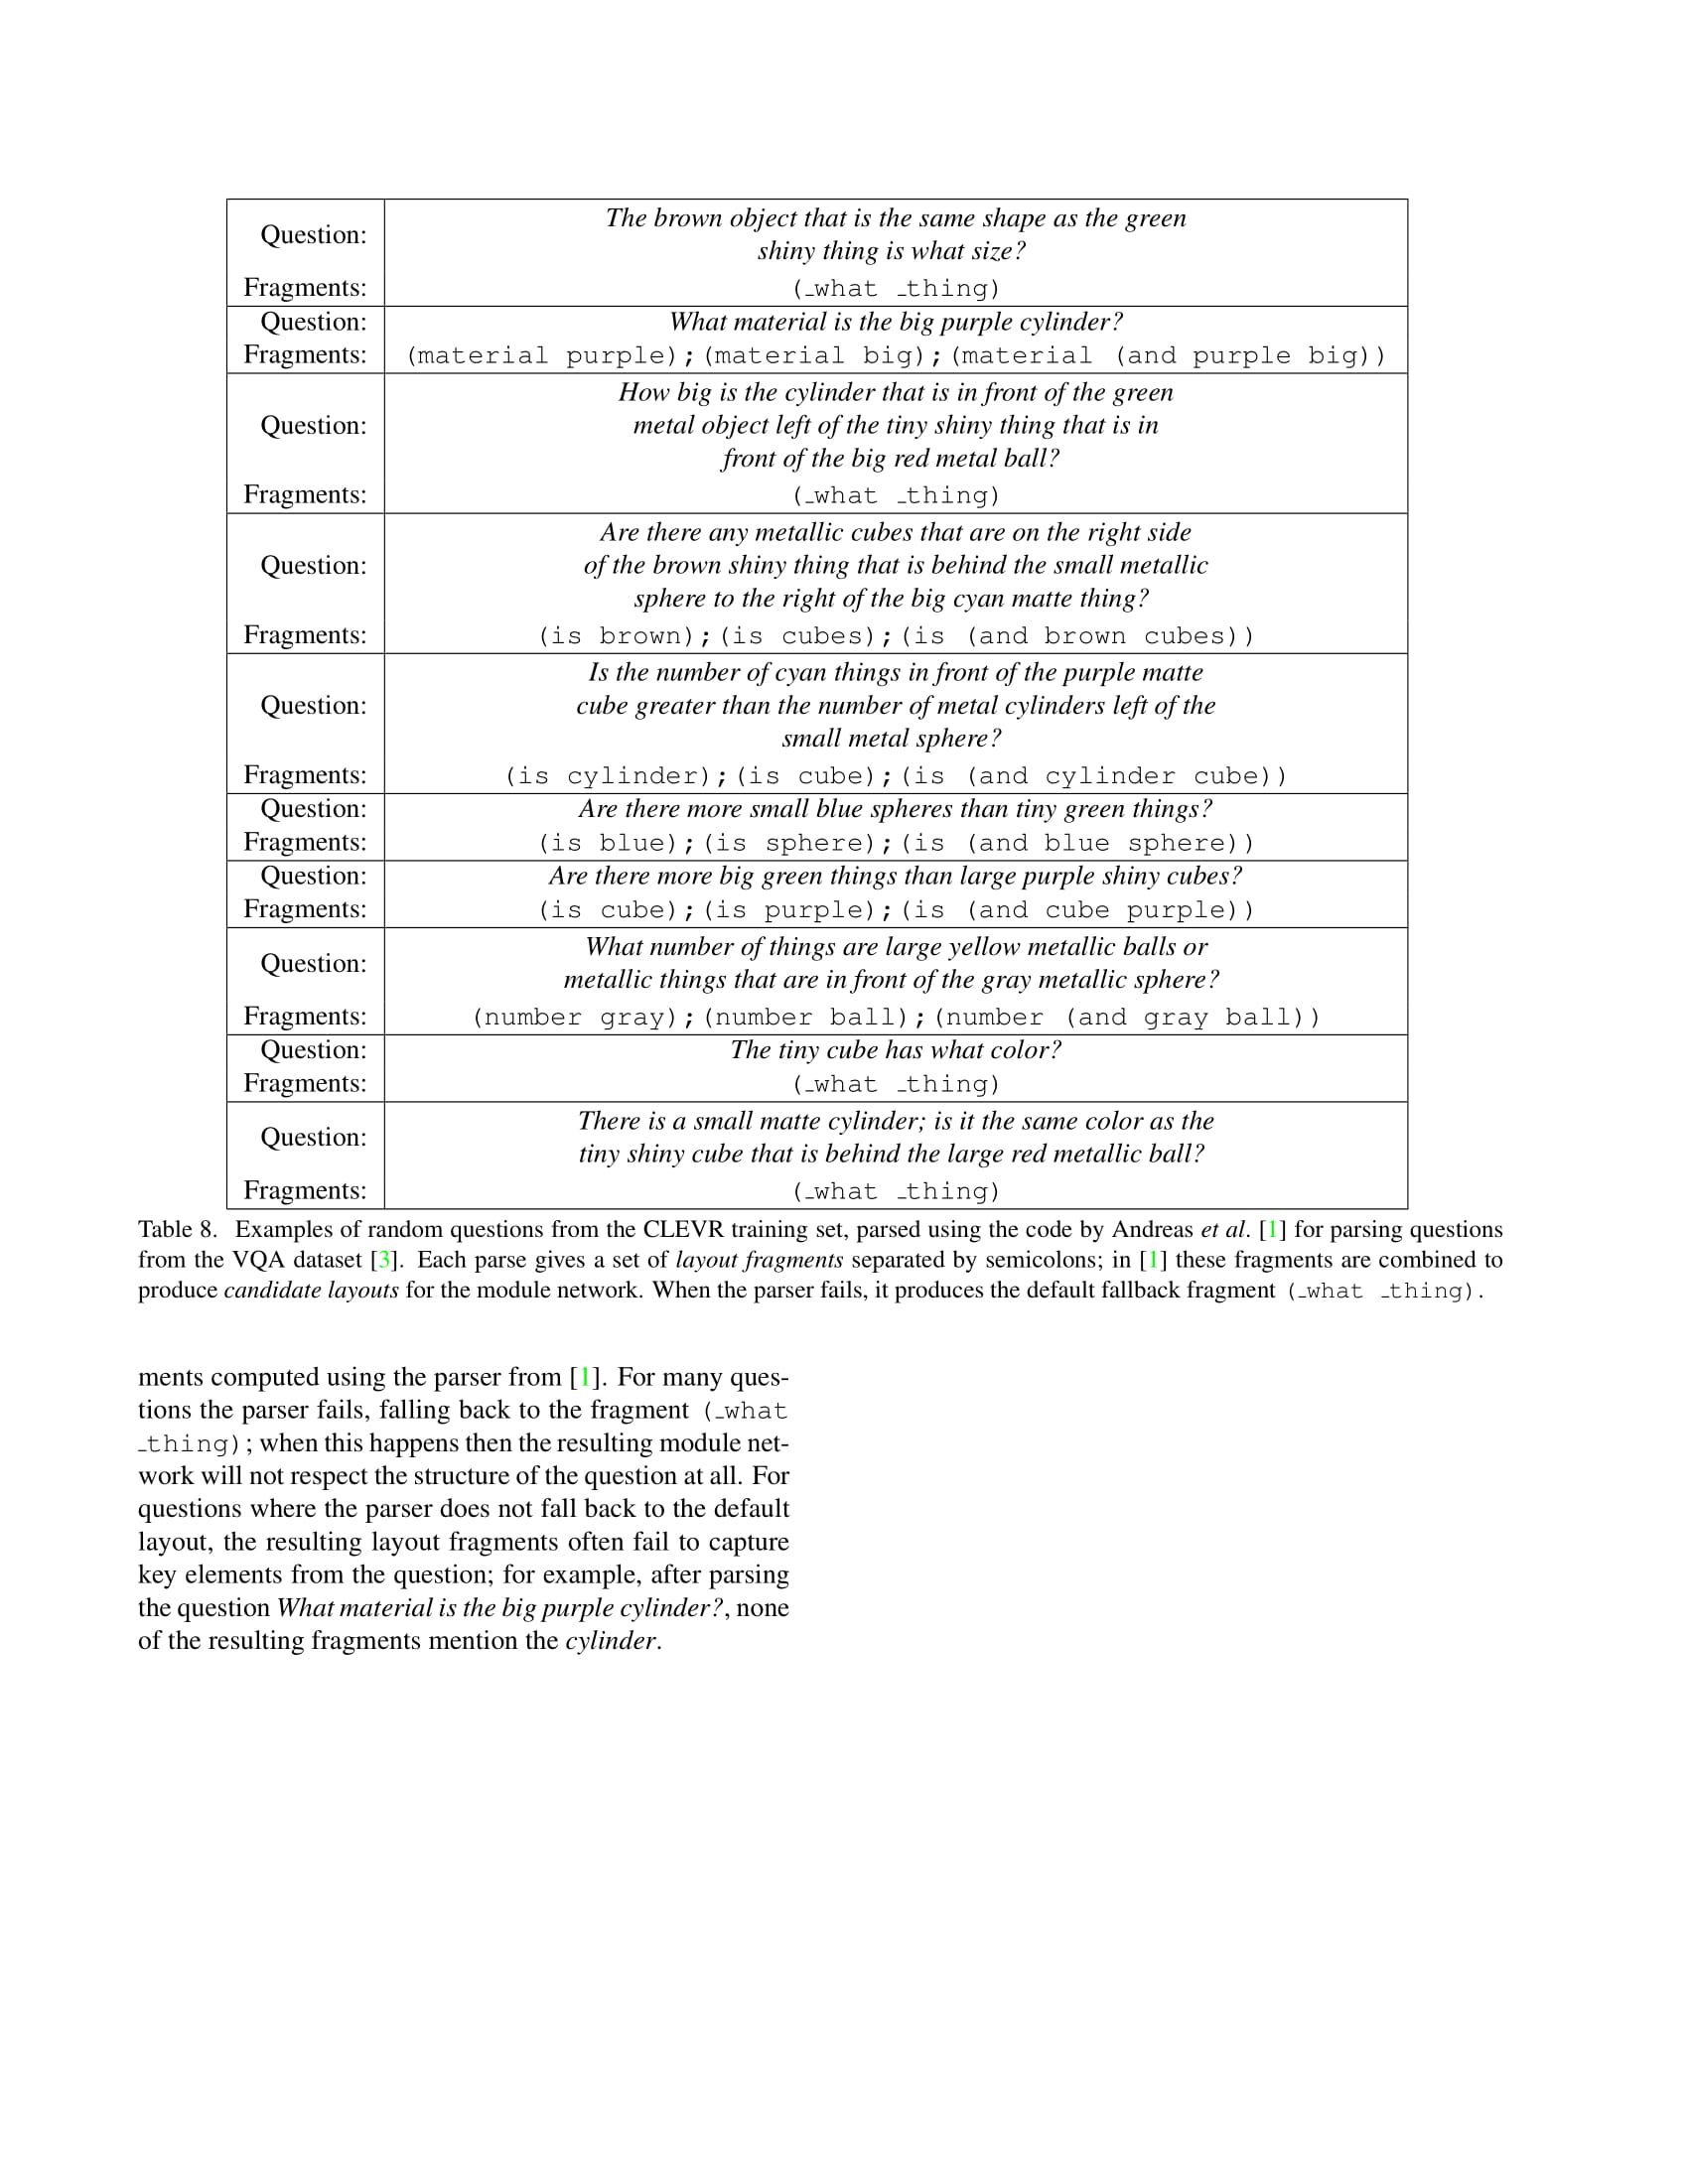 Question:
The brown object that is the same shape as the green
shiny thing is what size?
Fragments:
(_what _thing)
Question:
What material is the big purple cylinder?
Fragments:
(material purple);(material big);(material (and purple big))
Question:
How big is the cylinder that is in front of the green
metal object left of the tiny shiny thing that is in
front of the big red metal ball?
Fragments:
(_what _thing)
Question:
Are there any metallic cubes that are on the right side
of the brown shiny thing that is behind the small metallic
sphere to the right of the big cyan matte thing?
Fragments:
(is brown);(is cubes);(is (and brown cubes))
Question:
Is the number of cyan things in front of the purple matte
cube greater than the number of metal cylinders left of the
small metal sphere?
Fragments:
(is cylinder);(is cube);(is (and cylinder cube))
Question:
Are there more small blue spheres than tiny green things?
Fragments:
(is blue);(is sphere);(is (and blue sphere))
Question:
Are there more big green things than large purple shiny cubes?
Fragments:
(is cube);(is purple);(is (and cube purple))
Question:
What number of things are large yellow metallic balls or
metallic things that are in front of the gray metallic sphere?
Fragments:
(number gray);(number ball);(number (and gray ball))
Question:
The tiny cube has what color?
Fragments:
(_what _thing)
Question:
There is a small matte cylinder; is it the same color as the
tiny shiny cube that is behind the large red metallic ball?
Fragments:
(_what _thing)
Table 8. Examples of random questions from the CLEVR training set, parsed using the code by Andreas et al. [1] for parsing questions
from the VQA dataset [3]. Each parse gives a set of layout fragments separated by semicolons; in [1] these fragments are combined to
produce candidate layouts for the module network. When the parser fails, it produces the default fallback fragment (_what _thing).
ments computed using the parser from [1]. For many ques-
tions the parser fails, falling back to the fragment (_what
_thing); when this happens then the resulting module net-
work will not respect the structure of the question at all. For
questions where the parser does not fall back to the default
layout, the resulting layout fragments often fail to capture
key elements from the question; for example, after parsing
the question What material is the big purple cylinder?, none
of the resulting fragments mention the cylinder.